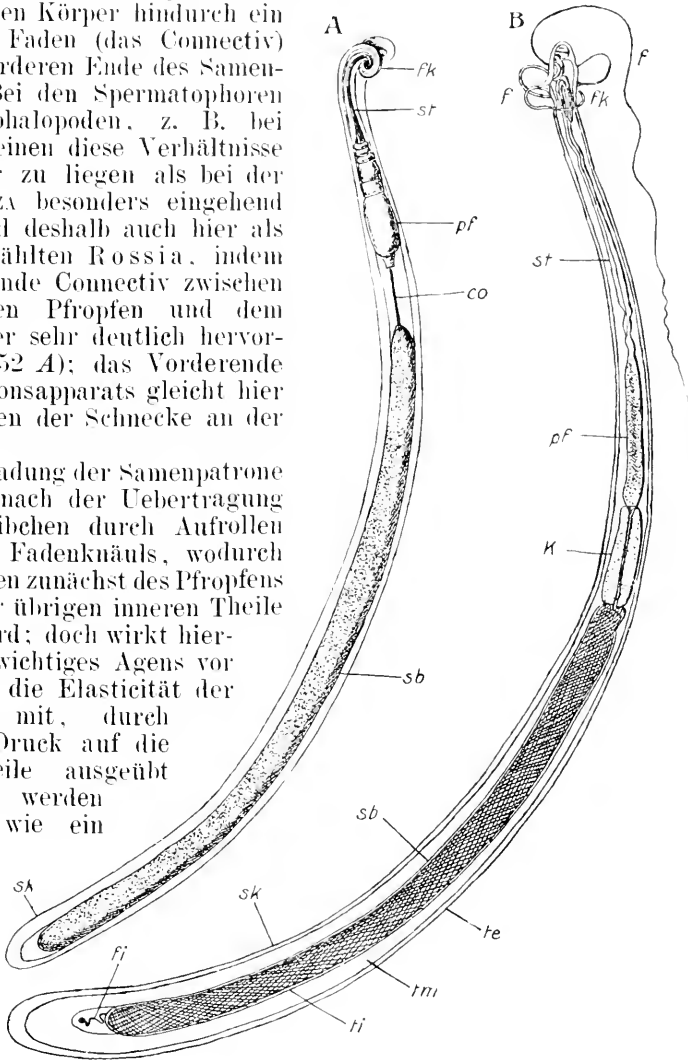 en Körper hindurch ein
Faden (das Connectiv)
rderen Ende des Samen-
Bei den Spermatophoren
phalopoden, z. B. bei
einen diese Verhältnisse
r zu liegen als bei der
ZA besonders eingehend
d deshalb auch hier als
ählten Rossia, indem
nde Connectiv zwischen
en Pfropfen und dem
er sehr deutlich hervor-
52 A); das Vorderende
onsapparats gleicht hier
en der Schnecke an der
adung der Samenpatrone
nach der Uebertragung
ibchen durch Aufrollen
Fadenknäuls, wodurch
en zunächst des Pfropfens
r übrigen inneren Theile
rd; doch wirkt hier-
wichtiges Agens vor
die Elasticität der
mit, durch
Druck auf die
eile ausgeübt
werden
wie ein
A
fk
st
pf
co
sb
sk
B
f
f
fk
st
pf
K
sb
sk
te
tm
ti
fi